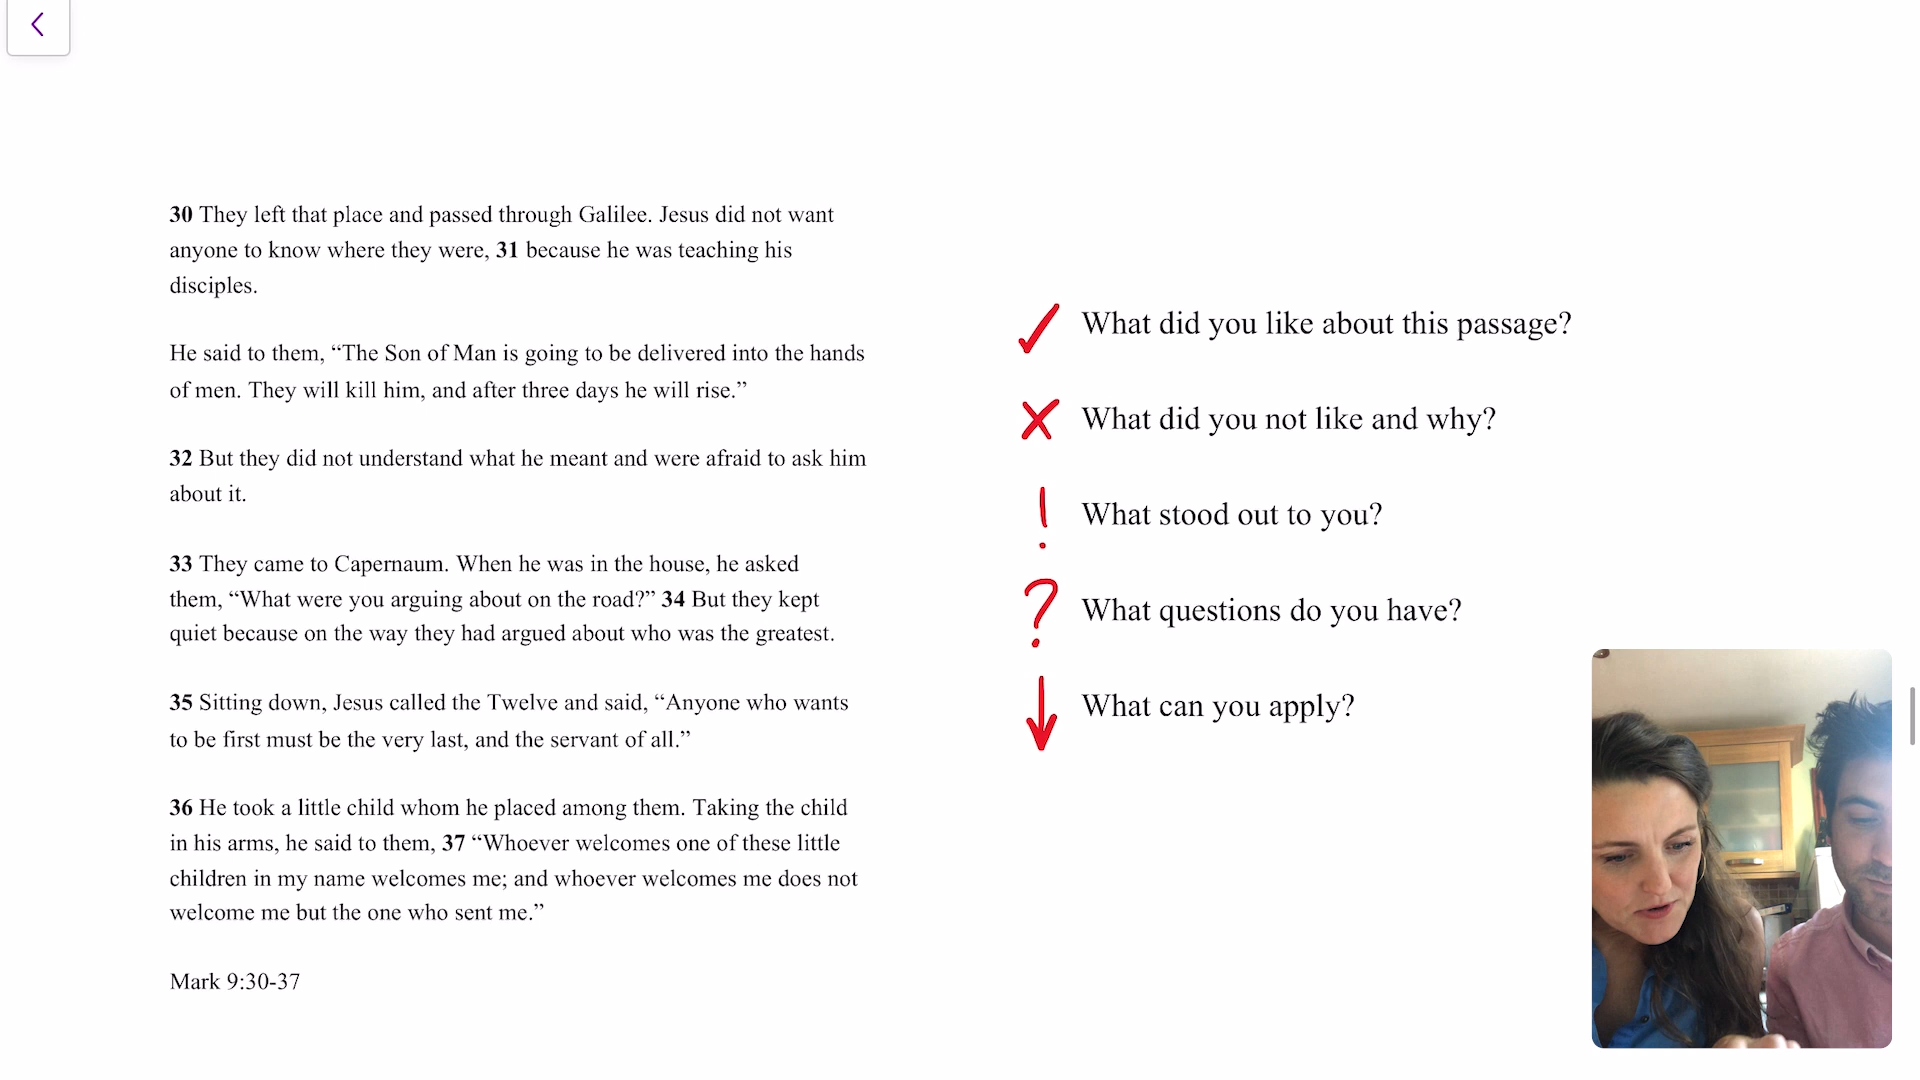 30 They left that place and passed through Galilee. Jesus did not want
anyone to know where they were, 31 because he was teaching his
disciples.
He said to them, “The Son of Man is going to be delivered into the hands
of men. They will kill him, and after three days he will rise.”
32 But they did not understand what he meant and were afraid to ask him
about it.
33 They came to Capernaum. When he was in the house, he asked
them, “What were you arguing about on the road?” 34 But they kept
quiet because on the way they had argued about who was the greatest.
35 Sitting down, Jesus called the Twelve and said, “Anyone who wants
to be first must be the very last, and the servant of all.”
36 He took a little child whom he placed among them. Taking the child
in his arms, he said to them, 37 “Whoever welcomes one of these little
children in my name welcomes me; and whoever welcomes me does not
welcome me but the one who sent me.”
Mark 9:30-37
What did you like about this passage?
What did you not like and why?
! What stood out to you?
? What questions do you have?
What can you apply?